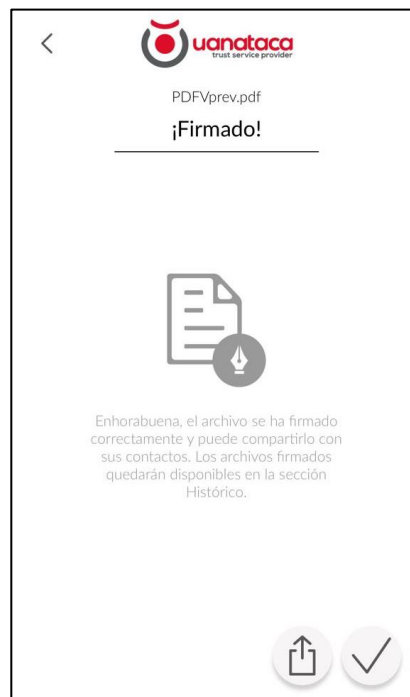 uanataca
trust service provider
PDFVprev.pdf
¡Firmado!
Enhorabuena, el archivo se ha firmado
correctamente y puede compartirlo con
sus contactos. Los archivos firmados
quedarán disponibles en la sección
Histórico.